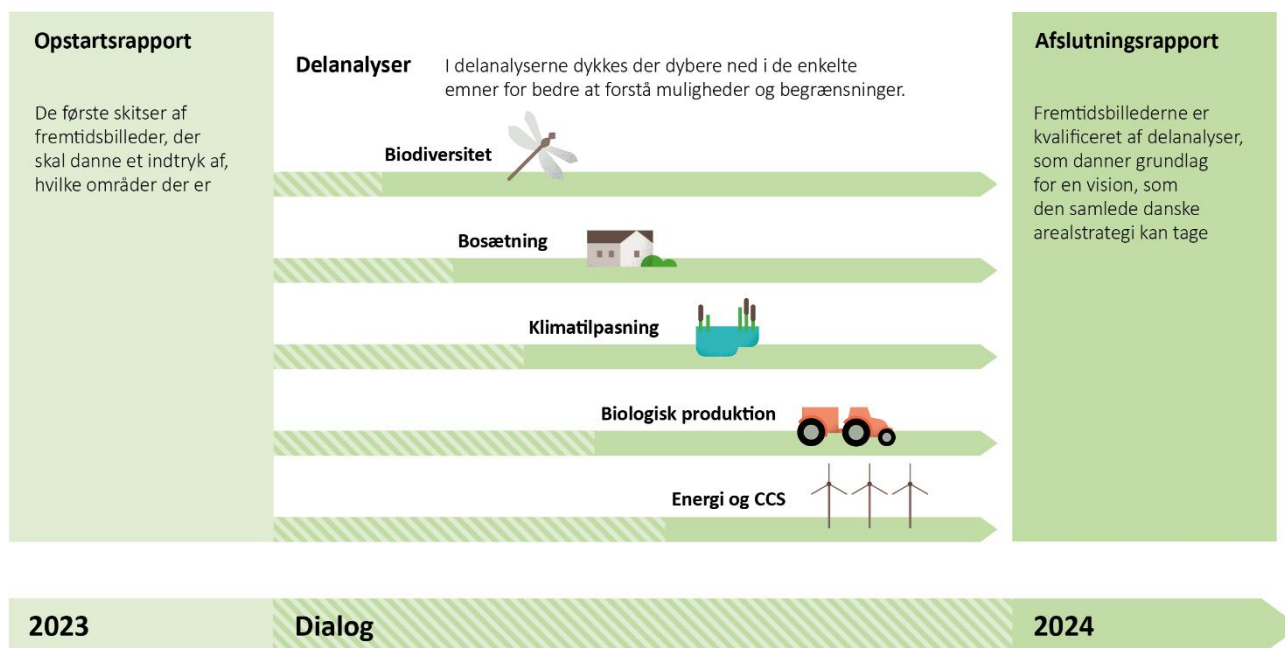 Opstartsrapport
De første skitser af
fremtidsbilleder, der
skal danne et indtryk af,
hvilke områder der er
Delanalyser
I delanalyserne dykkes der dybere ned i de enkelte
emner for bedre at forstå muligheder og begrænsninger.
Biodiversitet
Bosætning
Klimatilpasning
Biologisk produktion
Energi og CCS
Afslutningsrapport
Fremtidsbillederne er
kvalificeret af delanalyser,
som danner grundlag
for en vision, som
den samlede danske
arealstrategi kan tage
2023
Dialog
2024